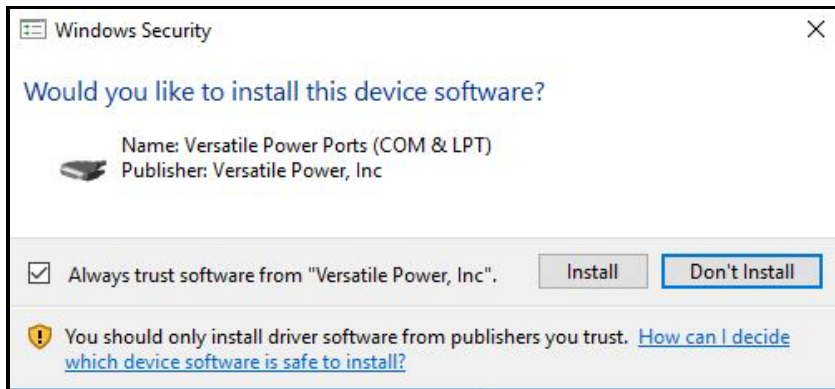 Windows Security
Would you like to install this device software?
Name: Versatile Power Ports (COM & LPT)
Publisher: Versatile Power, Inc
Always trust software from "Versatile Power, Inc".
Install
Don't Install
You should only install driver software from publishers you trust. How can I decide
which device software is safe to install?